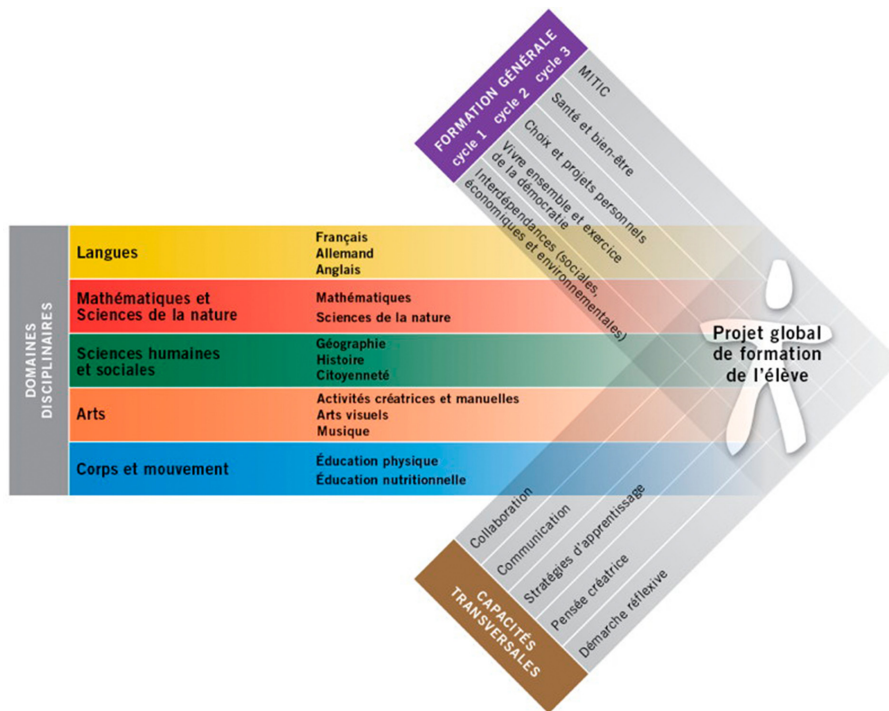 FORMATION GÉNÉRALE
cycle 1 cycle 2 cycle 3
MITIC
Santé et bien-être
Choix et projets personnels
Vivre ensemble et exercice
de la démocratie
Interdépendances (sociales,
économiques et environnementales)
DOMAINES
DISCIPLINAIRES
Langues
Français
Allemand
Anglais
Mathématiques et
Sciences de la nature
Mathématiques
Sciences de la nature
Sciences humaines
et sociales
Géographie
Histoire
Citoyenneté
Arts
Activités créatrices et manuelles
Arts visuels
Musique
Corps et mouvement
Éducation physique
Éducation nutritionnelle
Projet global
de formation
de l'élève
CAPACITÉS
TRANSVERSALES
Collaboration
Communication
Stratégies d'apprentissage
Pensée créatrice
Démarche réflexive